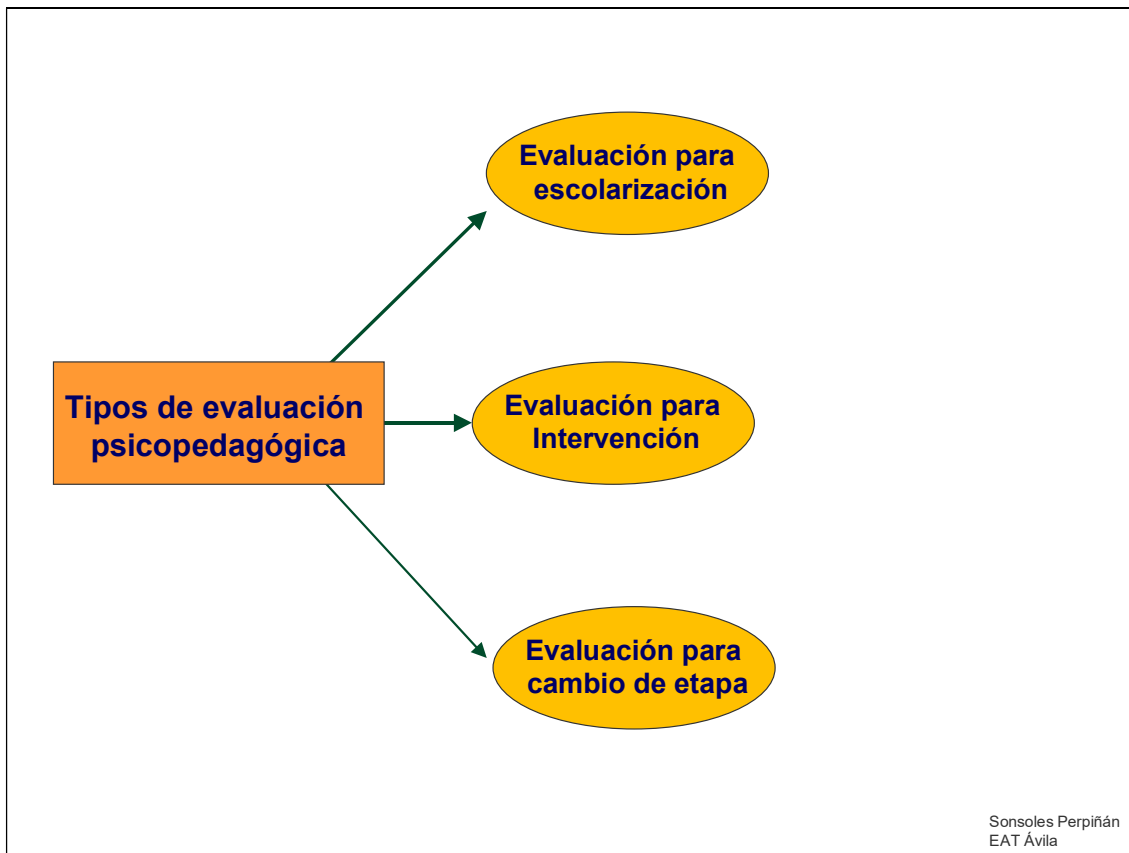 Evaluación para
escolarización
Tipos de evaluación
psicopedagógica
Evaluación para
Intervención
Evaluación para
cambio de etapa
Sonsoles Perpiñán
EAT Ávila